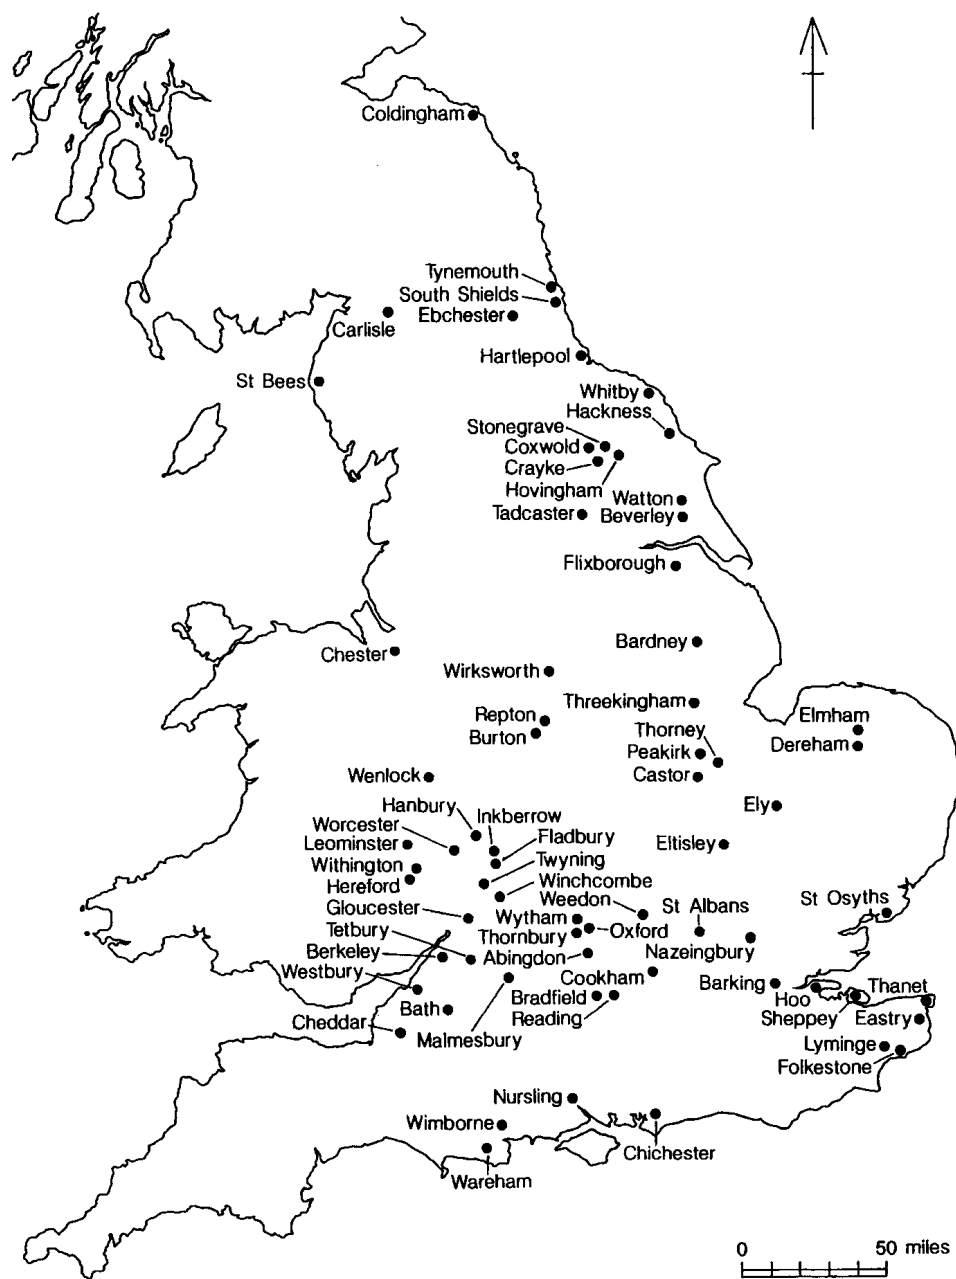 Coldingham
Tynemouth
South Shields
Ebchester
Carlisle
Hartlepool
St Bees
Whitby
Hackness
Stonegrave
Coxwold
Crayke
Hovingham
Watton
Tadcaster
Beverley
Flixborough
Bardney
Chester
Wirksworth
Threekingham
Elmham
Repton
Thorney
Burton
Dereham
Peakirk
Wenlock
Castor
Hanbury
Ely
Inkberrow
Worcester
Fladbury
Leominster
Eltisley
Twyning
Withington
Winchcombe
Hereford
Weedon
St Osyths
St Albans
Gloucester
Wytham
Tetbury
Thornbury
Oxford
Nazeingbury
Berkeley
Abingdon
Westbury
Cookham
Barking
Thanet
Bradfield
Hoo
Bath
Reading
Sheppey
Eastry
Cheddar
Malmesbury
Lyminge
Folkestone
Nursling
Wimborne
Chichester
Wareham
0 50 miles